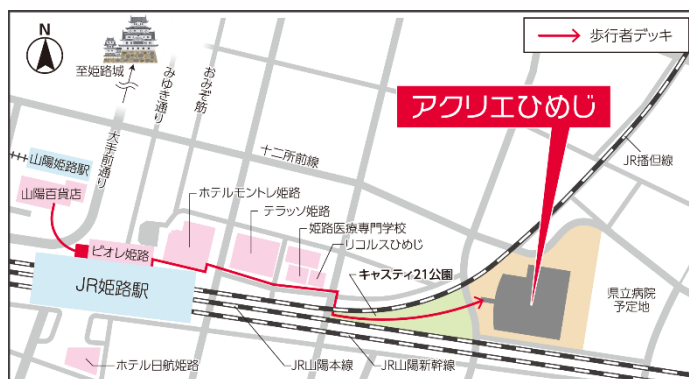 N
至姫路城
みゆき通り
おみぞ筋
歩行者デッキ
アクリエひめじ
大手前通り
十二所前線
JR播但線
山陽姫路駅
山陽百貨店
ホテルモントレ姫路
テラッソ姫路
姫路医療専門学校
リコルスひめじ
ピオレ姫路
キャスティ21公園
JR姫路駅
県立病院
予定地
ホテル日航姫路
JR山陽本線
JR山陽新幹線